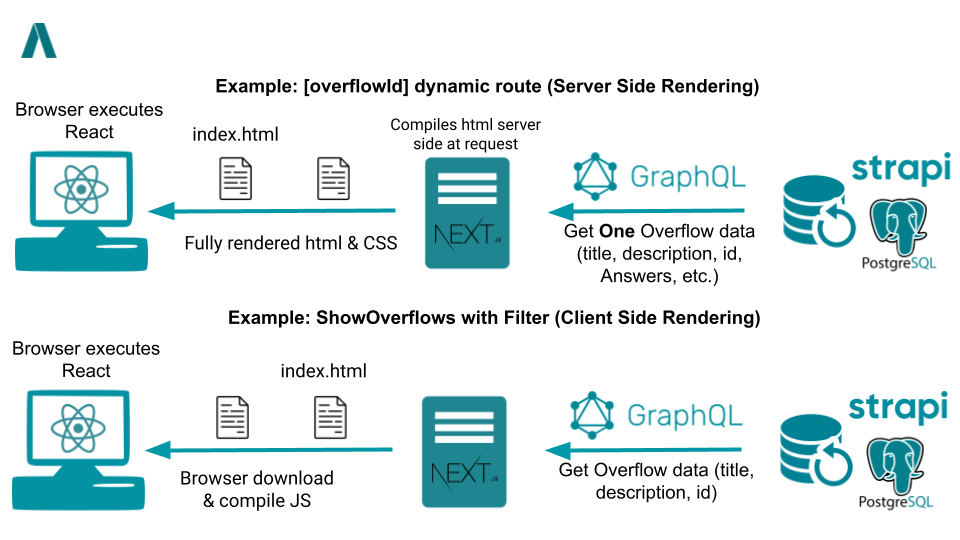 Example: [overflowId] dynamic route (Server Side Rendering)
Browser executes
React
index.html
Compiles html server
side at request
GraphQL
strapi
NEXT.JS
Fully rendered html & CSS
Get One Overflow data
(title, description, id,
Answers, etc.)
PostgreSQL
Example: ShowOverflows with Filter (Client Side Rendering)
Browser executes
React
index.html
GraphQL
strapi
NEXT.JS
Browser download
& compile JS
Get Overflow data (title,
description, id)
PostgreSQL